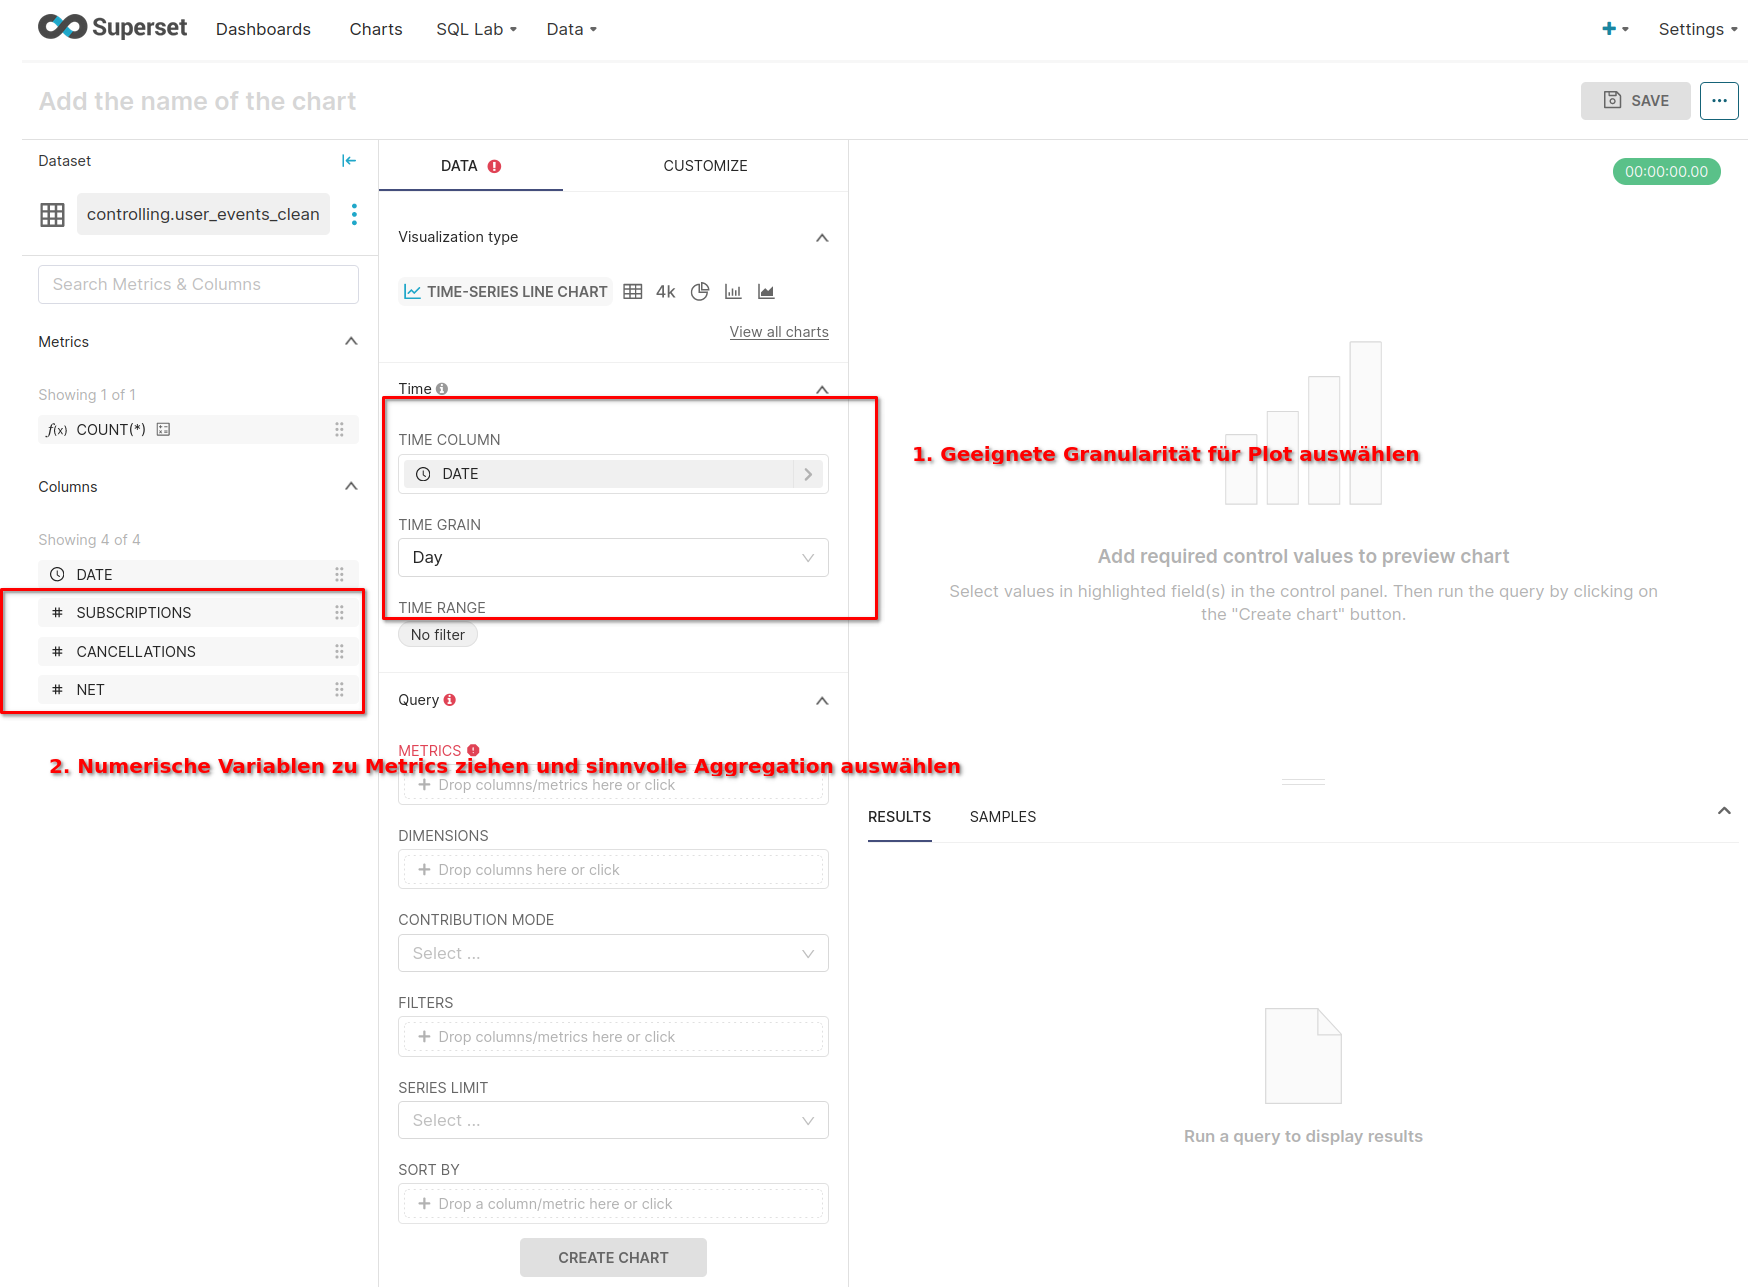 Superset Dashboards Charts SQL Lab Data Settings
Add the name of the chart
SAVE
Dataset
controlling.user_events_clean
Search Metrics & Columns
Metrics
Showing 1 of 1
f(x) COUNT(*)
Columns
Showing 4 of 4
DATE
# SUBSCRIPTIONS
# CANCELLATIONS
# NET
DATA CUSTOMIZE
Visualization type
TIME-SERIES LINE CHART 4k
View all charts
Time
TIME COLUMN
DATE
TIME GRAIN
Day
TIME RANGE
No filter
1. Geeignete Granularität für Plot auswählen
Query
METRICS
2. Numerische Variablen zu Metrics ziehen und sinnvolle Aggregation auswählen
+ Drop columns/metrics here or click
DIMENSIONS
+ Drop columns here or click
CONTRIBUTION MODE
Select ...
FILTERS
+ Drop columns/metrics here or click
SERIES LIMIT
Select ...
SORT BY
+ Drop a column/metric here or click
CREATE CHART
00:00:00.00
Add required control values to preview chart
Select values in highlighted field(s) in the control panel. Then run the query by clicking on
the "Create chart" button.
RESULTS SAMPLES
Run a query to display results